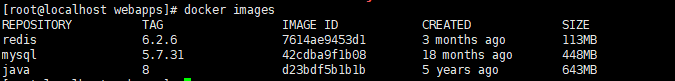 [root@localhost webapps]# docker images
REPOSITORY TAG IMAGE ID CREATED SIZE
redis 6.2.6 7614ae9453d1 3 months ago 113MB
mysql 5.7.31 42cdba9f1b08 18 months ago 448MB
java 8 d23bdf5b1b1b 5 years ago 643MB